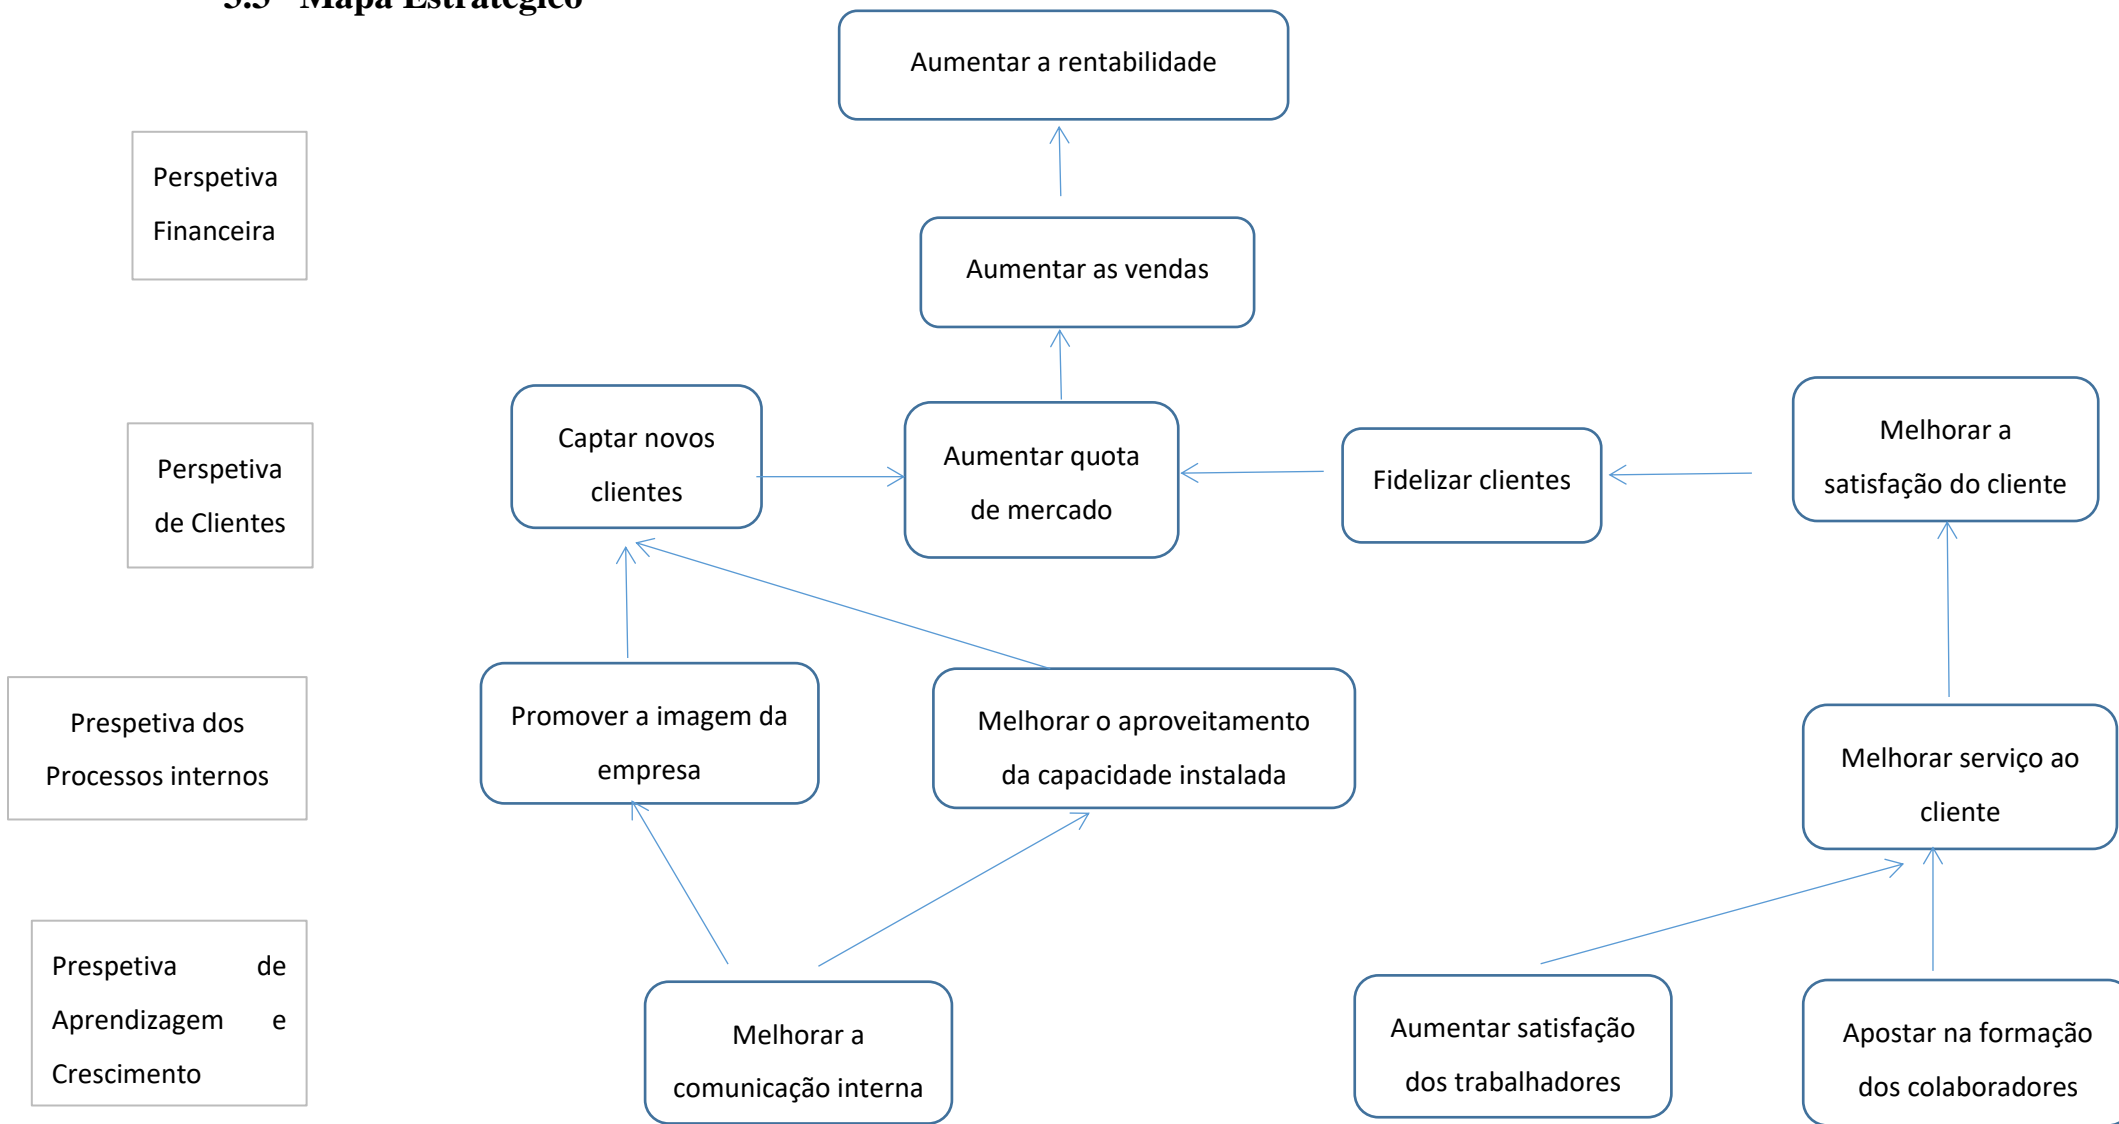 Mapa Estratégico
Aumentar a rentabilidade
Perspetiva
Financeira
Aumentar as vendas
Perspetiva
de Clientes
Captar novos
clientes
Aumentar quota
de mercado
Fidelizar clientes
Melhorar a
satisfação do cliente
Prespetiva dos
Processos internos
Promover a imagem da
empresa
Melhorar o aproveitamento
da capacidade instalada
Melhorar serviço ao
cliente
Prespetiva de
Aprendizagem e
Crescimento
Melhorar a
comunicação interna
Aumentar satisfação
dos trabalhadores
Apostar na formação
dos colaboradores